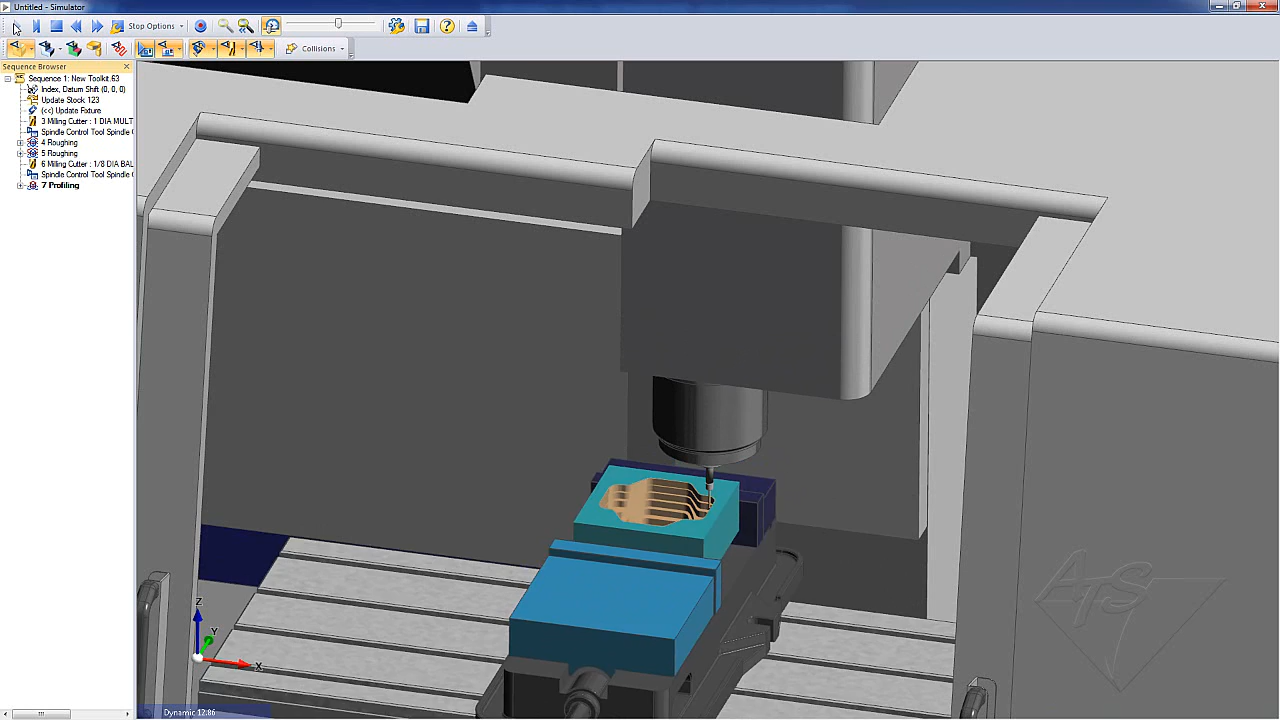 Untitled - Simulator
Stop Options
Collisions
Sequence Browser
Sequence 1: New Toolkit.63
Index, Datum Shift (0, 0, 0)
Update Stock 123
(<<) Update Fixture
3 Milling Cutter : 1 DIA MULT
Spindle Control Tool Spindle C
4 Roughing
5 Roughing
6 Milling Cutter : 1/8 DIA BAL
Spindle Control Tool Spindle C
7 Profiling
Z
Y
X
ATS
Dynamic 12.86